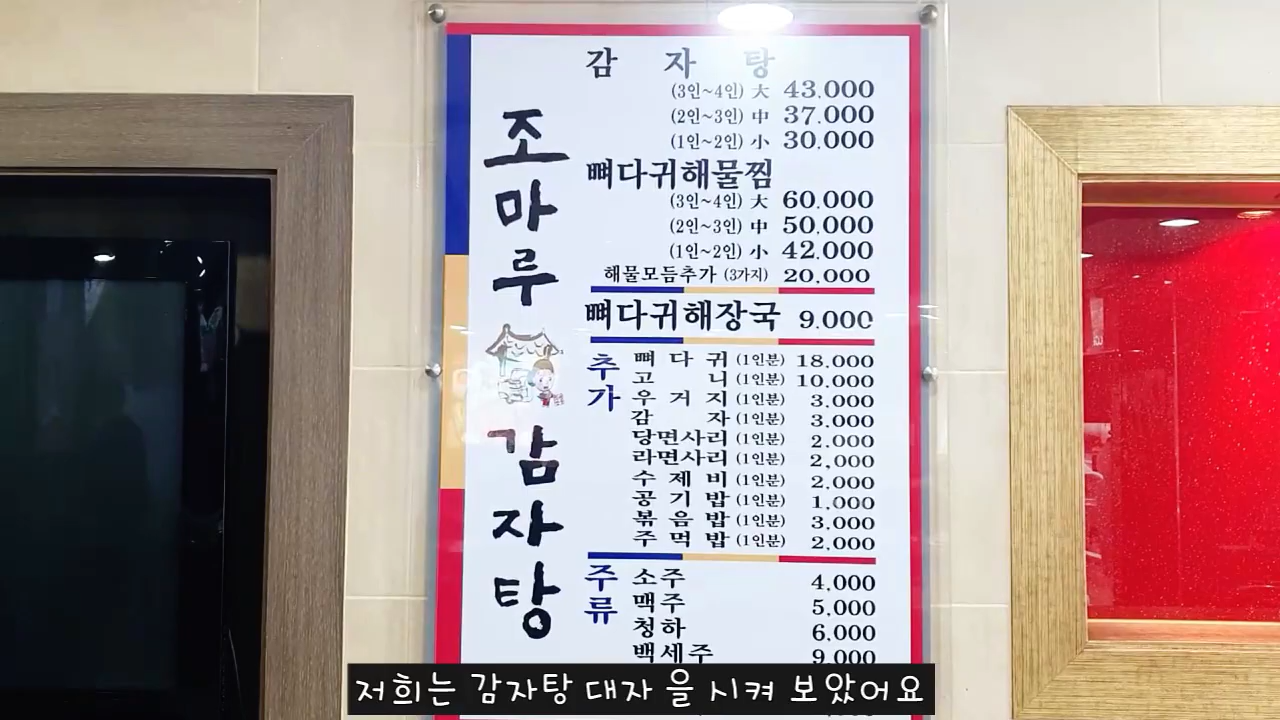 조마루
감자탕
감 자 탕
(3인~4인) 大 43.000
(2인~3인) 中 37.000
(1인~2인) 小 30.000
뼈다귀해물찜
(3인~4인) 大 60.000
(2인~3인) 中 50.000
(1인~2인) 小 42.000
해물모듬추가 (3가지) 20,000
뼈다귀해장국 9.000
추가
뼈 다 귀 (1인분) 18,000
고 니 (1인분) 10,000
우 거 지 (1인분) 3,000
감 자 (1인분) 3,000
당면사리 (1인분) 2,000
라면사리 (1인분) 2,000
수 제 비 (1인분) 2,000
공 기 밥 (1인분) 1,000
볶 음 밥 (1인분) 3,000
주 먹 밥 (1인분) 2,000
주류
소주 4,000
맥주 5,000
청하 6,000
백세주 9,000
저희는 감자탕 대자 을 시켜 보았어요